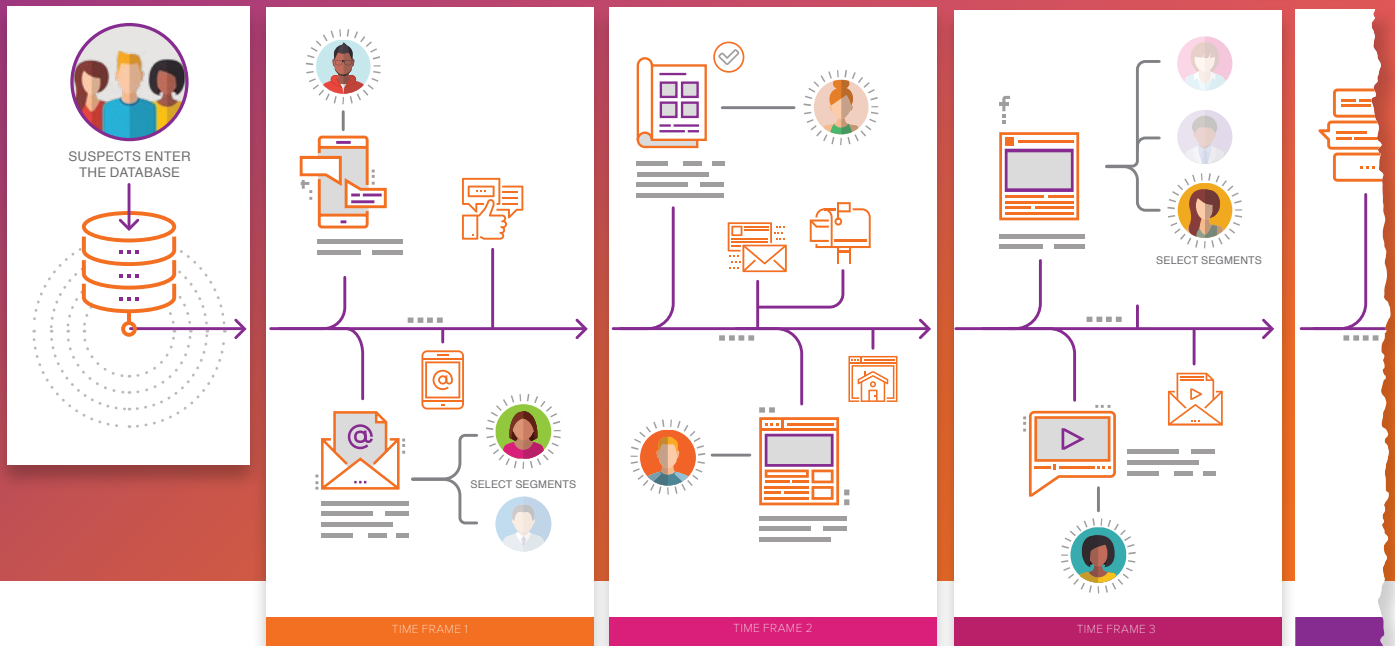 SUSPECTS ENTER
THE DATABASE
@
@
SELECT SEGMENTS
TIME FRAME 1
TIME FRAME 2
f
SELECT SEGMENTS
TIME FRAME 3